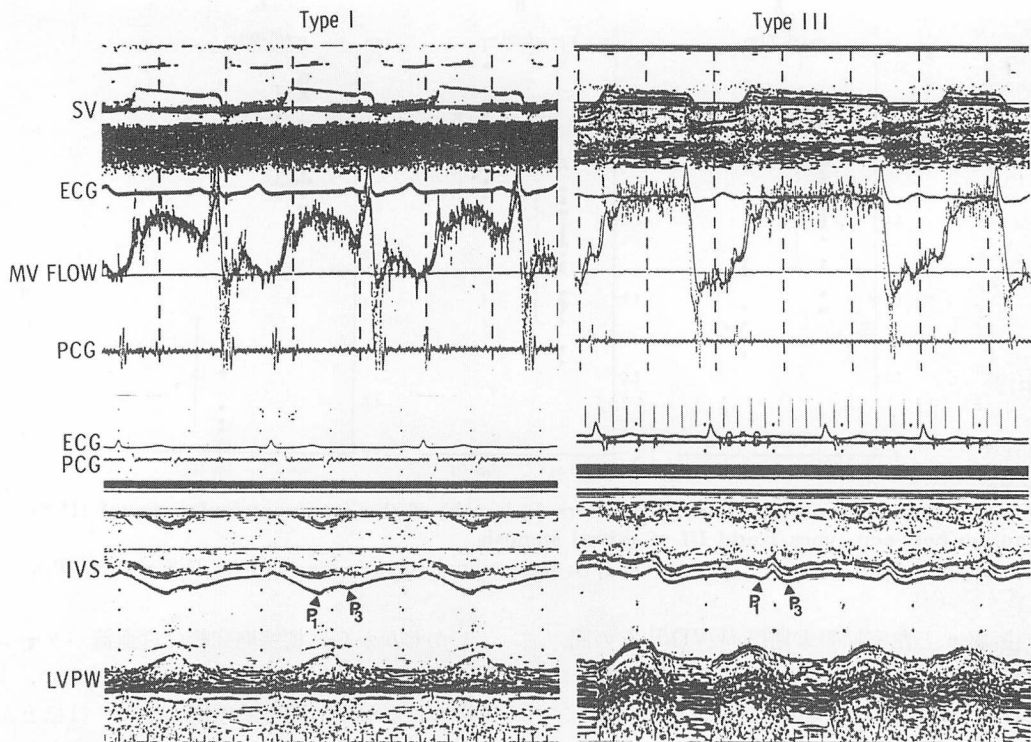 Type I
Type III
SV
ECG
MV FLOW
PCG
ECG
PCG
IVS
P1
P3
P1
P3
LVPW